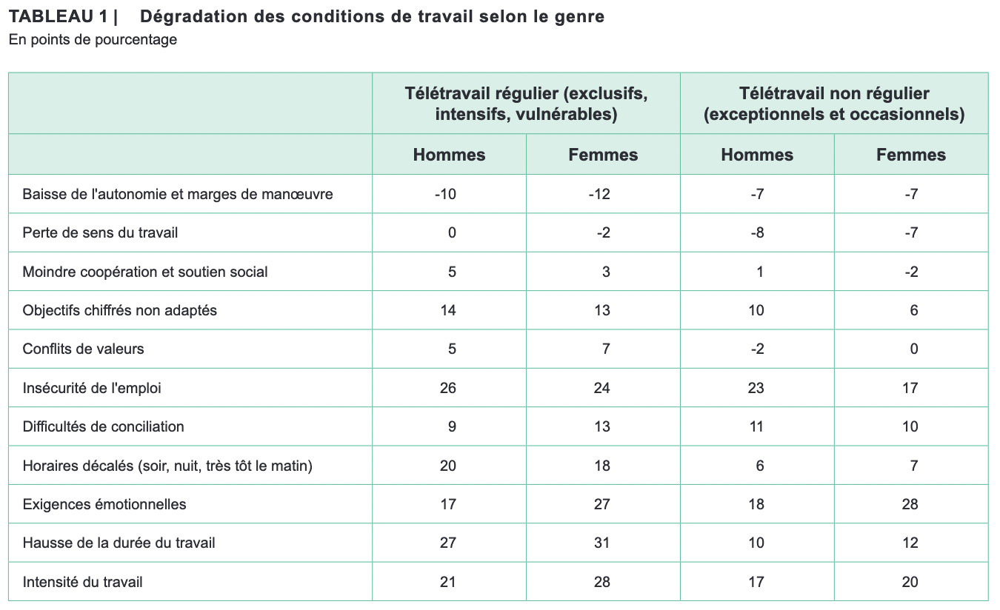 TABLEAU 1 | Dégradation des conditions de travail selon le genre
En points de pourcentage
Télétravail régulier (exclusifs, intensifs, vulnérables) Télétravail non régulier (exceptionnels et occasionnels)
Hommes Femmes Hommes Femmes
Baisse de l'autonomie et marges de manœuvre -10 -12 -7 -7
Perte de sens du travail 0 -2 -8 -7
Moindre coopération et soutien social 5 3 1 -2
Objectifs chiffrés non adaptés 14 13 10 6
Conflits de valeurs 5 7 -2 0
Insécurité de l'emploi 26 24 23 17
Difficultés de conciliation 9 13 11 10
Horaires décalés (soir, nuit, très tôt le matin) 20 18 6 7
Exigences émotionnelles 17 27 18 28
Hausse de la durée du travail 27 31 10 12
Intensité du travail 21 28 17 20